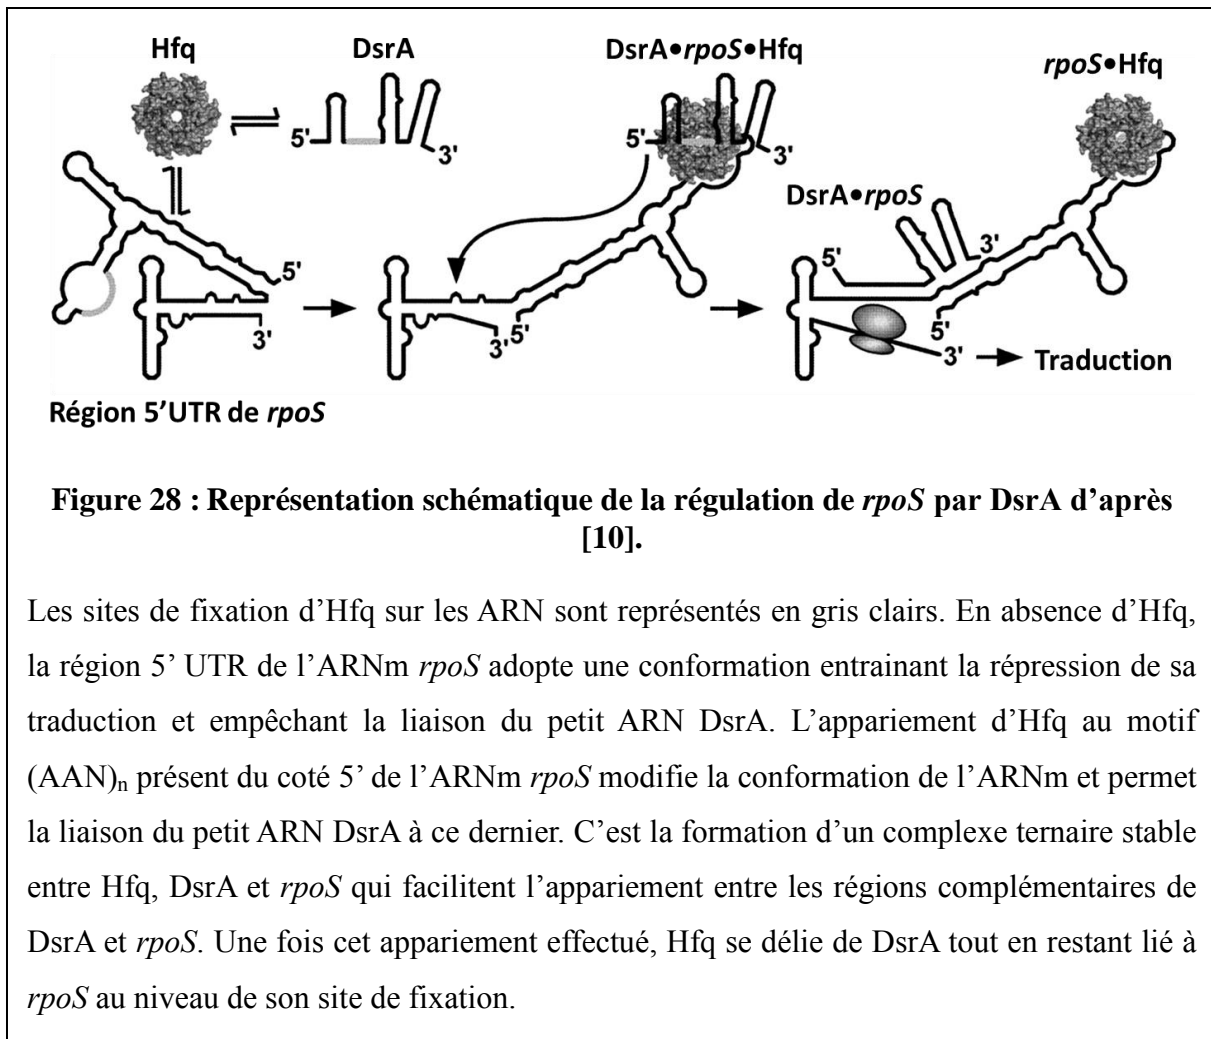 Hfq DsrA DsrA•rpoS•Hfq rpoS•Hfq
5' 3' 5' 3'
DsrA•rpoS
5' 5' 3'
3' 3' 5' 5' 3' Traduction
Région 5'UTR de rpoS
Figure 28 : Représentation schématique de la régulation de rpoS par DsrA d'après
[10].
Les sites de fixation d'Hfq sur les ARN sont représentés en gris clairs. En absence d'Hfq,
la région 5' UTR de l'ARNm rpoS adopte une conformation entrainant la répression de sa
traduction et empêchant la liaison du petit ARN DsrA. L'appariement d'Hfq au motif
(AAN)n présent du coté 5' de l'ARNm rpoS modifie la conformation de l'ARNm et permet
la liaison du petit ARN DsrA à ce dernier. C'est la formation d'un complexe ternaire stable
entre Hfq, DsrA et rpoS qui facilitent l'appariement entre les régions complémentaires de
DsrA et rpoS. Une fois cet appariement effectué, Hfq se délie de DsrA tout en restant lié à
rpoS au niveau de son site de fixation.